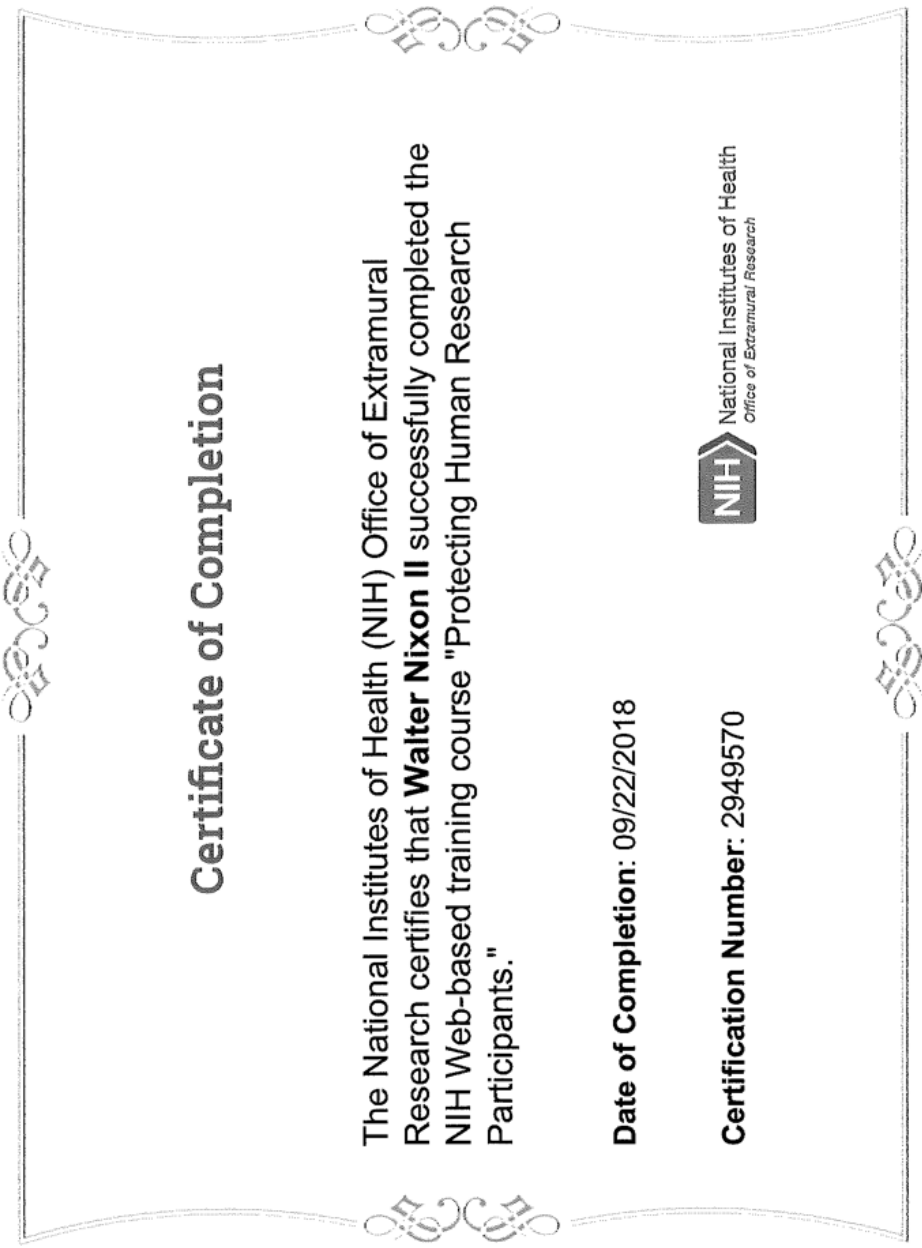 Certificate of Completion
The National Institutes of Health (NIH) Office of Extramural
Research certifies that Walter Nixon II successfully completed the
NIH Web-based training course "Protecting Human Research
Participants."
Date of Completion: 09/22/2018
Certification Number: 2949570
NIH
National Institutes of Health
Office of Extramural Research